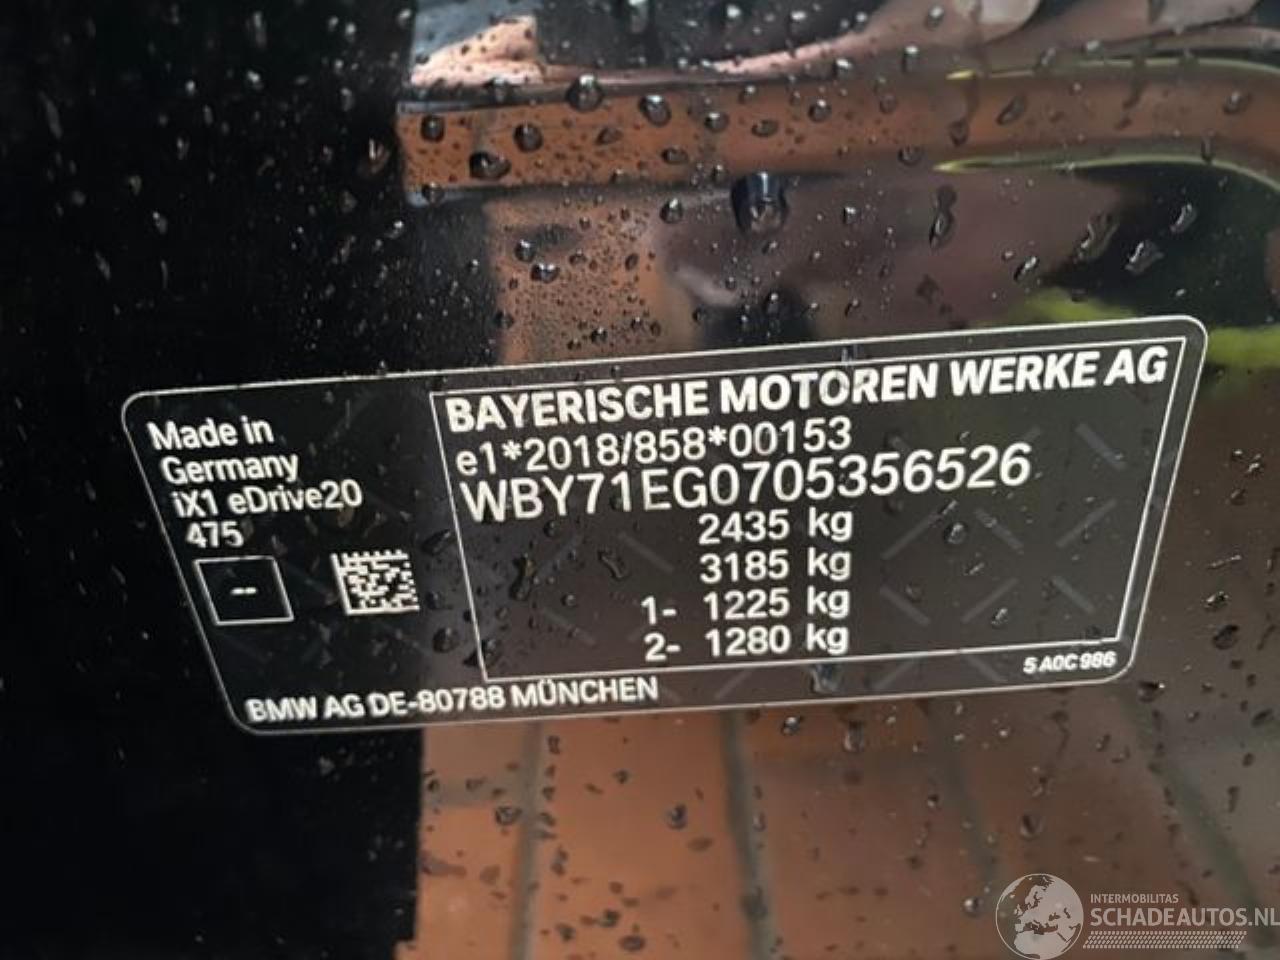 Made in
Germany
iX1 eDrive20
475
--
BAYERISCHE MOTOREN WERKE AG
e1*2018/858*00153
WBY71EG0705356526
2435 kg
3185 kg
1- 1225 kg
2- 1280 kg
5 A0C 986
BMW AG DE-80788 MÜNCHEN
INTERMOBILITAS
SCHADEAUTOS.NL